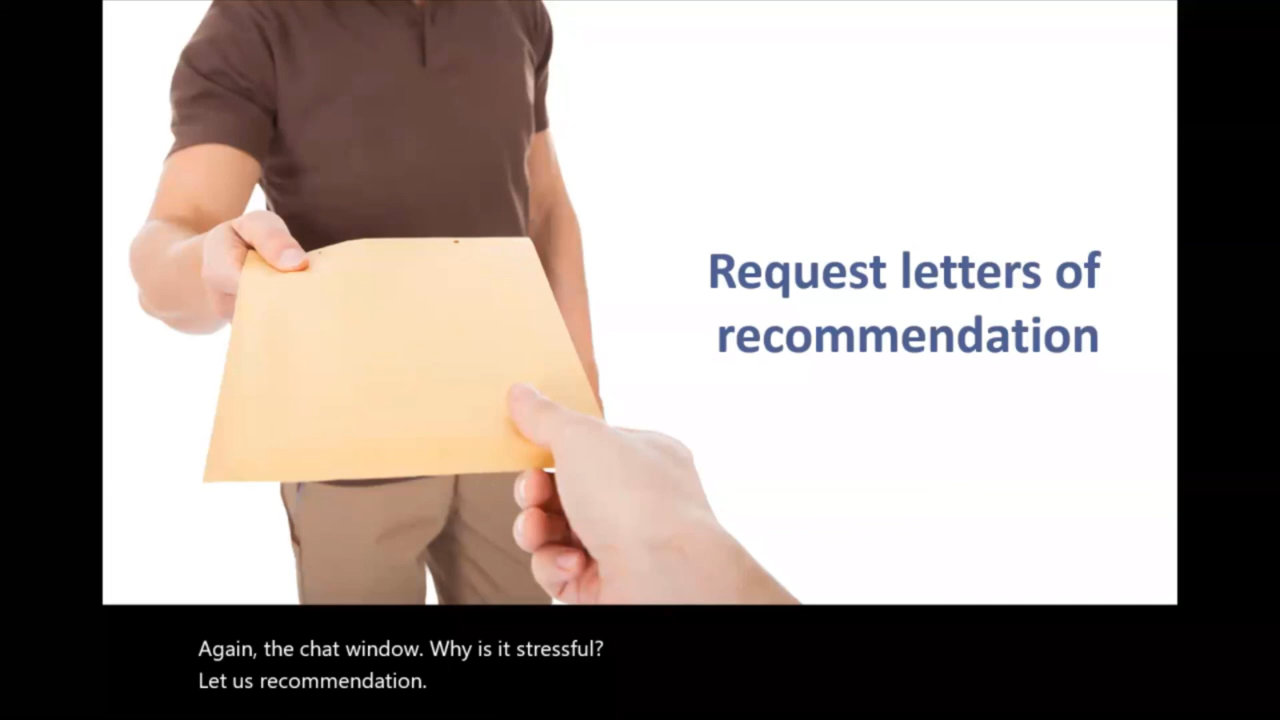 Request letters of
recommendation
Again, the chat window. Why is it stressful?
Let us recommendation.